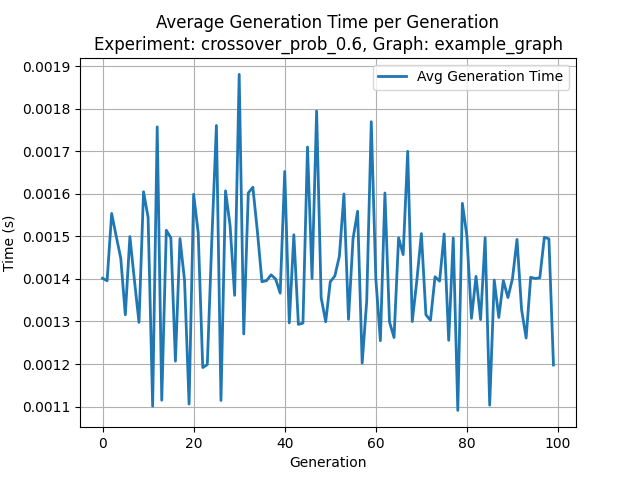 Average Generation Time per Generation
Experiment: crossover_prob_0.6, Graph: example_graph
Avg Generation Time
0.0019
0.0018
0.0017
0.0016
0.0015
0.0014
0.0013
0.0012
0.0011
Time (s)
0 20 40 60 80 100
Generation